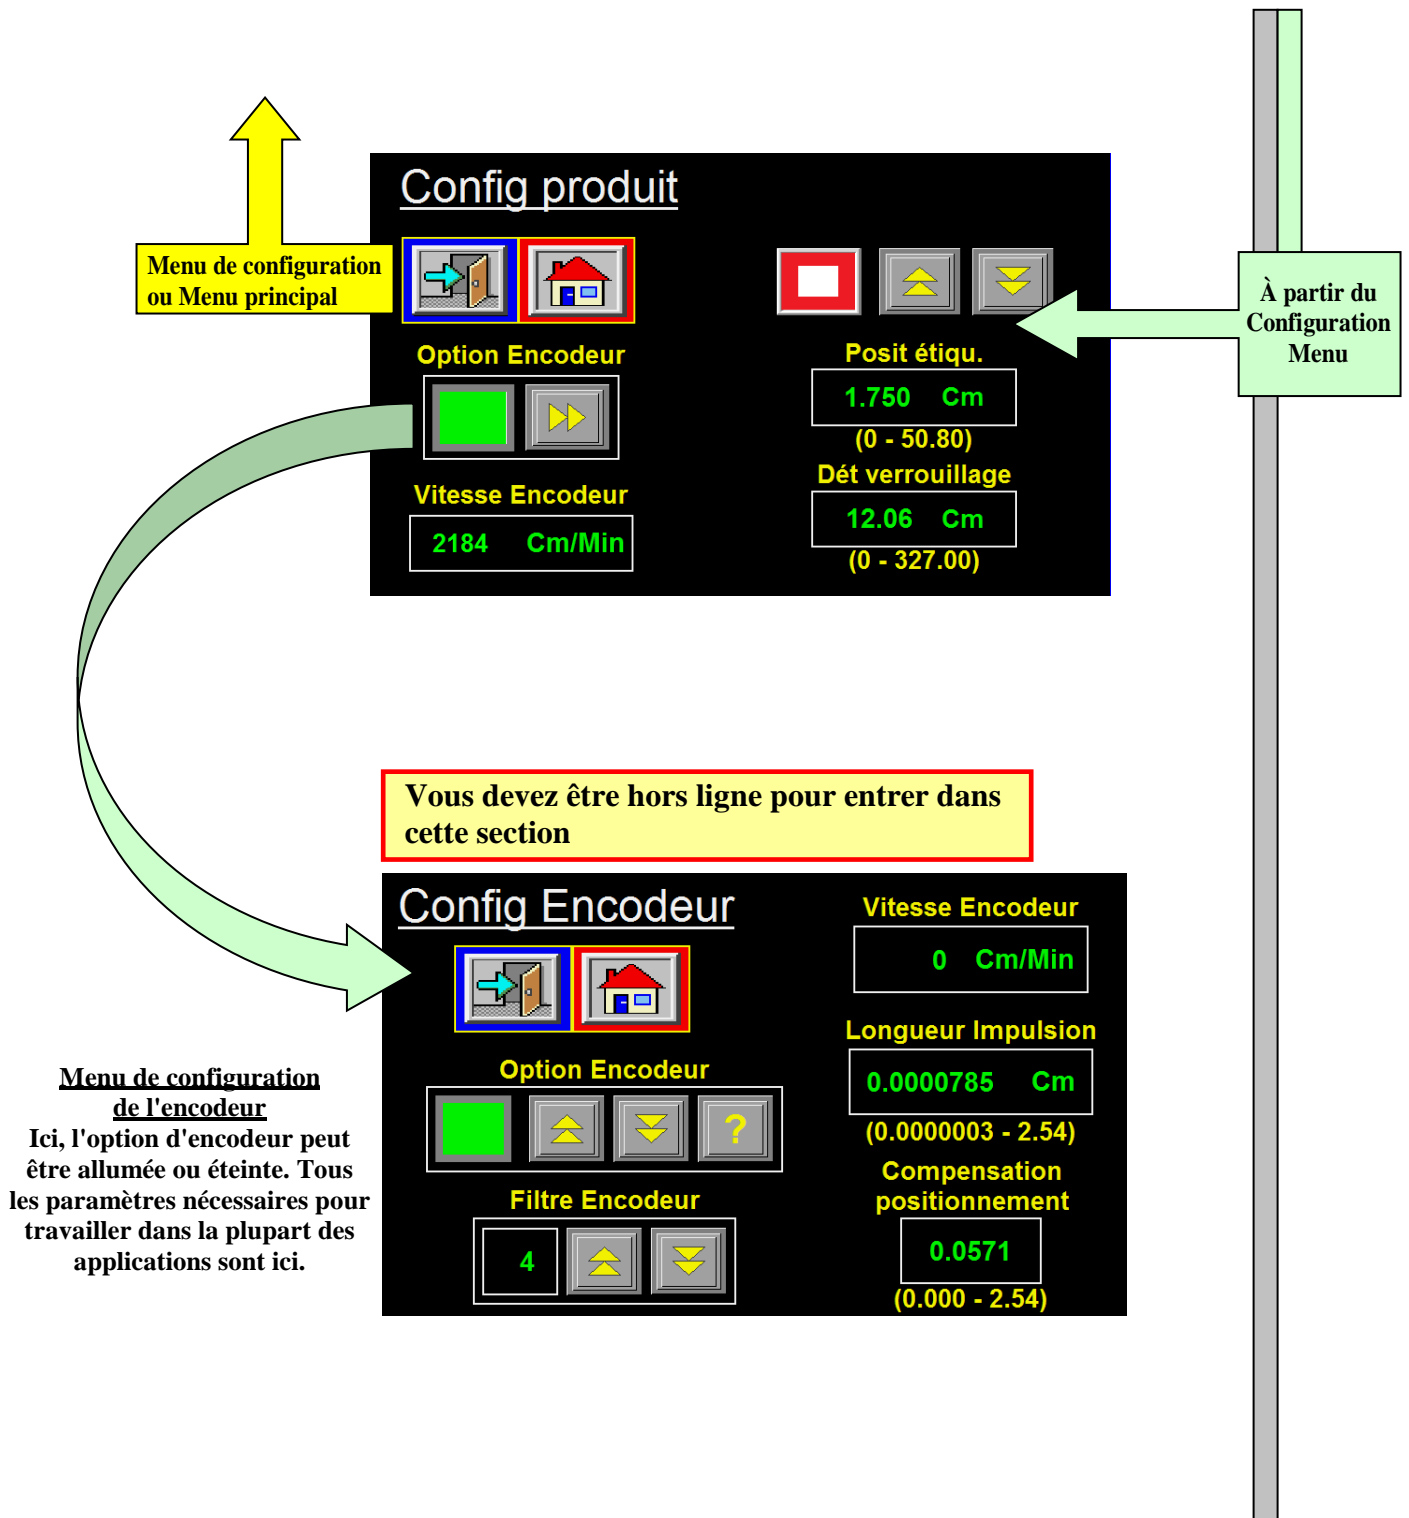 Config produit
Menu de configuration
ou Menu principal
À partir du
Configuration
Menu
Option Encodeur
Posit étiqu.
1.750 Cm
(0 - 50.80)
Dét verrouillage
Vitesse Encodeur
12.06 Cm
2184 Cm/Min
(0 - 327.00)
Vous devez être hors ligne pour entrer dans
cette section
Config Encodeur
Vitesse Encodeur
0 Cm/Min
Longueur Impulsion
0.0000785 Cm
(0.0000003 - 2.54)
Option Encodeur
?
Compensation
positionnement
0.0571
(0.000 - 2.54)
Filtre Encodeur
4
Menu de configuration
de l'encodeur
Ici, l'option d'encodeur peut
être allumée ou éteinte. Tous
les paramètres nécessaires pour
travailler dans la plupart des
applications sont ici.